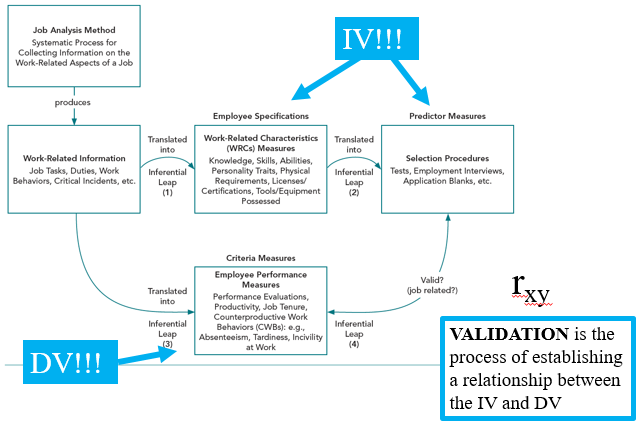 Job Analysis Method
Systematic Process for
Collecting Information on the
Work-Related Aspects of a Job
IV!!!
produces
Employee Specifications
Predictor Measures
Work-Related Information
Job Tasks, Duties, Work
Behaviors, Critical Incidents, etc.
Translated
into
Inferential
Leap
(1)
Work-Related Characteristics
(WRCs) Measures
Knowledge, Skills, Abilities,
Personality Traits, Physical
Requirements, Licenses/
Certifications, Tools/Equipment
Possessed
Translated
into
Inferential
Leap
(2)
Selection Procedures
Tests, Employment Interviews,
Application Blanks, etc.
Criteria Measures
Translated
into
Inferential
Leap
(3)
Employee Performance
Measures
Performance Evaluations,
Productivity, Job Tenure,
Counterproductive Work
Behaviors (CWBs): e.g.,
Absenteeism, Tardiness, Incivility
at Work
Valid?
(job related?)
Inferential
Leap
(4)
rxy
DV!!!
VALIDATION is the
process of establishing
a relationship between
the IV and DV